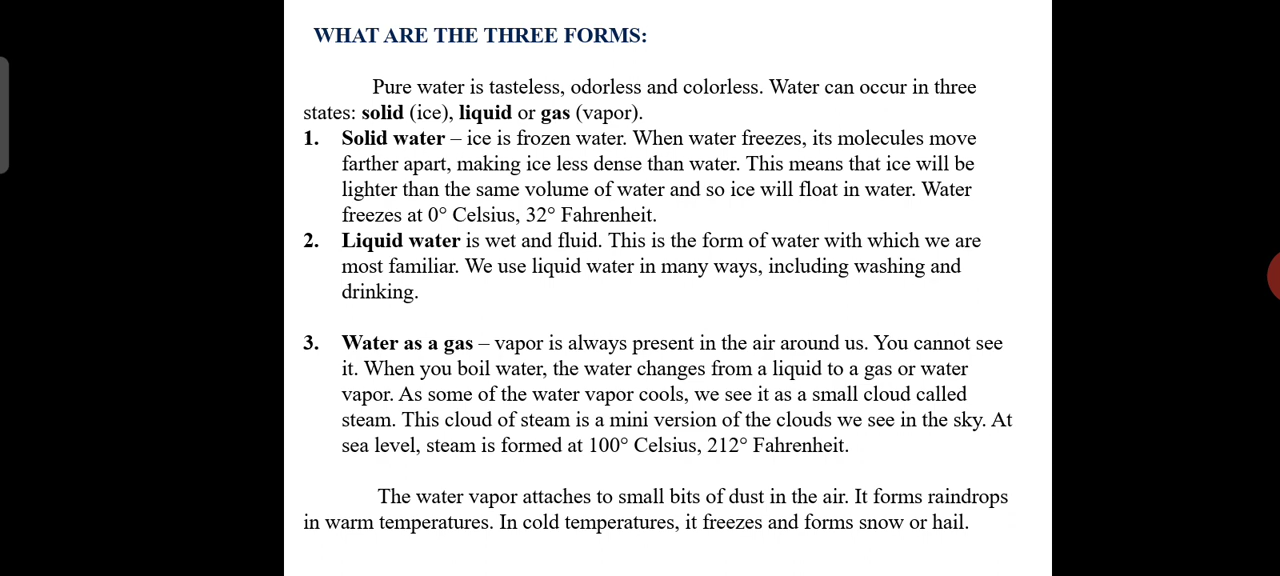 WHAT ARE THE THREE FORMS:
Pure water is tasteless, odorless and colorless. Water can occur in three
states: solid (ice), liquid or gas (vapor).
1. Solid water – ice is frozen water. When water freezes, its molecules move
farther apart, making ice less dense than water. This means that ice will be
lighter than the same volume of water and so ice will float in water. Water
freezes at 0° Celsius, 32° Fahrenheit.
2. Liquid water is wet and fluid. This is the form of water with which we are
most familiar. We use liquid water in many ways, including washing and
drinking.
3. Water as a gas – vapor is always present in the air around us. You cannot see
it. When you boil water, the water changes from a liquid to a gas or water
vapor. As some of the water vapor cools, we see it as a small cloud called
steam. This cloud of steam is a mini version of the clouds we see in the sky. At
sea level, steam is formed at 100° Celsius, 212° Fahrenheit.
The water vapor attaches to small bits of dust in the air. It forms raindrops
in warm temperatures. In cold temperatures, it freezes and forms snow or hail.